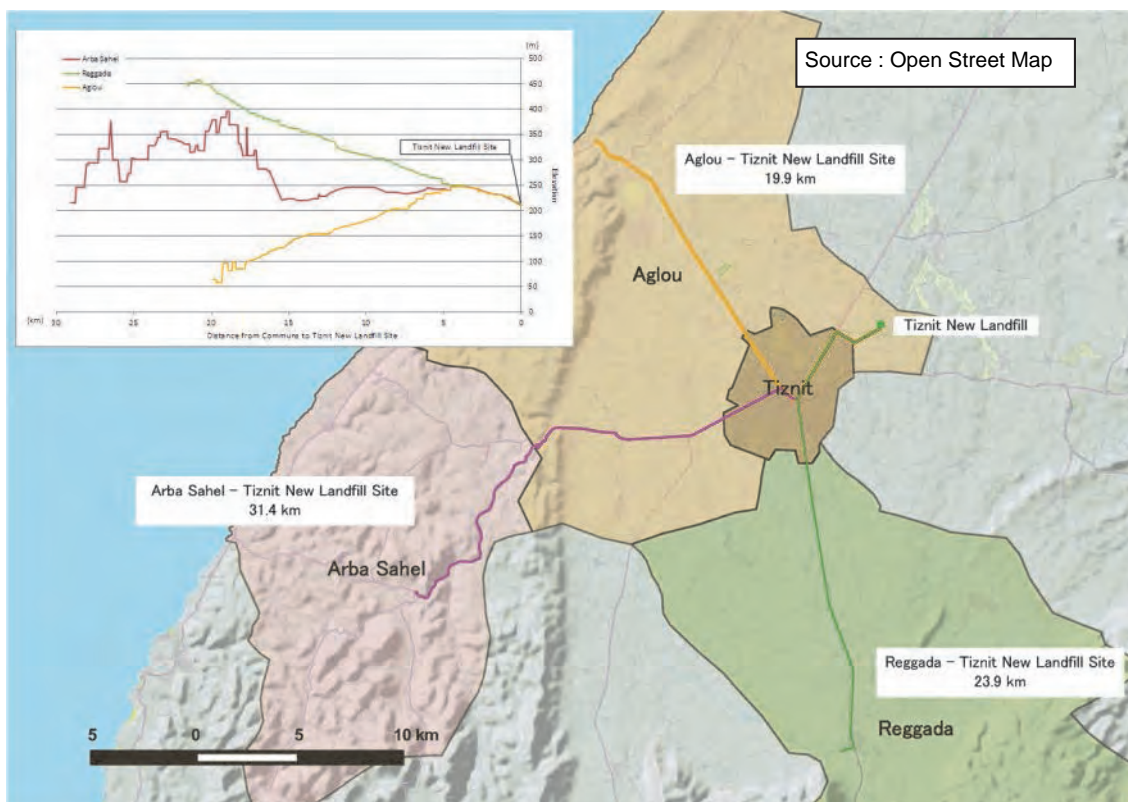 Arba Sahel
Reggada
Aglou
(m)
500
450
400
350
300
250
200
150
100
50
0
Elevation
Tiznit New Landfill Site
(km)
30
25
20
15
10
5
0
Distance from Commune to Tiznit New Landfill Site
Source : Open Street Map
Aglou – Tiznit New Landfill Site
19.9 km
Aglou
Tiznit New Landfill
Tiznit
Arba Sahel – Tiznit New Landfill Site
31.4 km
Arba Sahel
Reggada – Tiznit New Landfill Site
23.9 km
Reggada
5
0
5
10 km